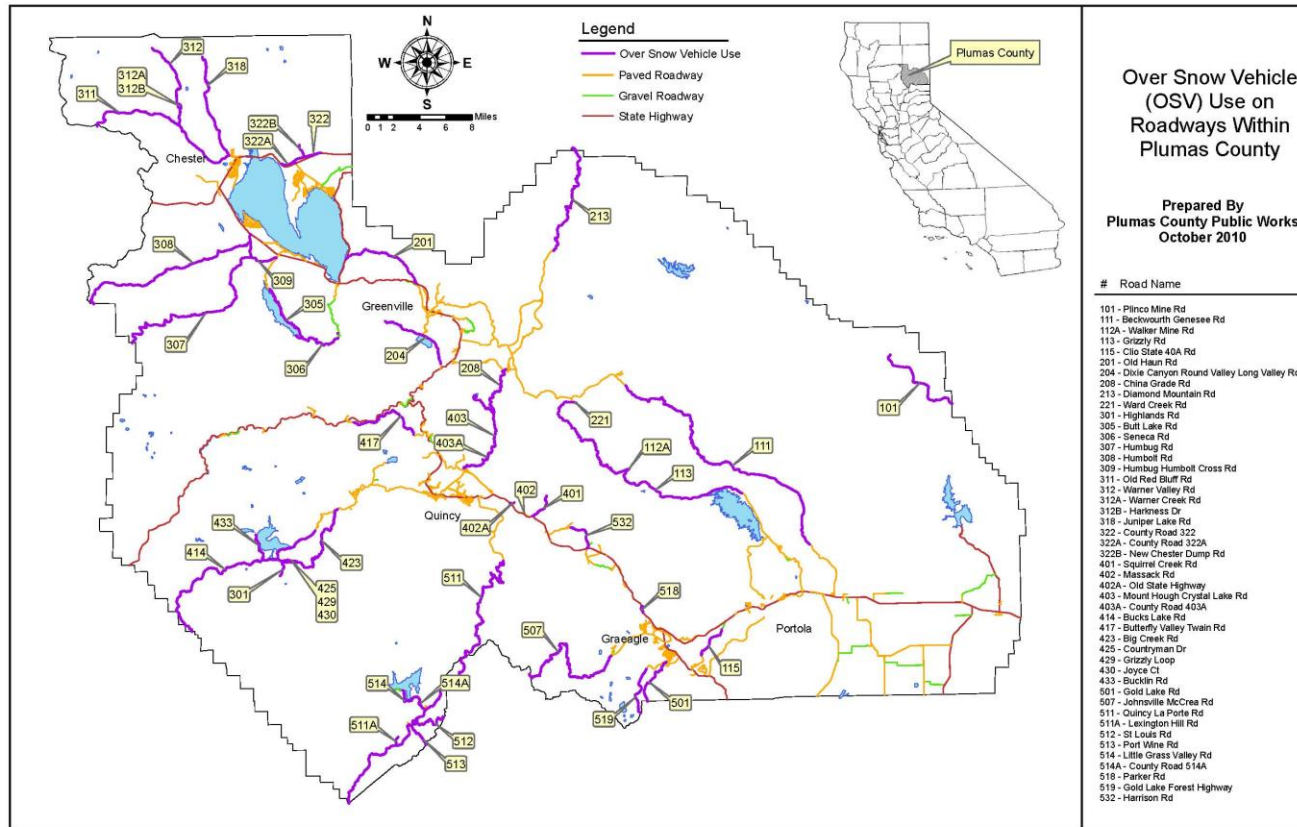 N
W
E
S
0 1 2
4
6
8
Miles
Legend
Over Snow Vehicle Use
Paved Roadway
Gravel Roadway
State Highway
Plumas County
312
318
312A
312B
311
322B
322
322A
Chester
213
308
201
309
305
Greenville
307
204
306
208
101
403
221
417
403A
112A
111
113
402
401
Quincy
402A
532
433
414
423
511
301
425
429
430
518
507
Graeagle
Portola
115
514
514A
519
501
511A
512
513
Over Snow Vehicle
(OSV) Use on
Roadways Within
Plumas County
Prepared By
Plumas County Public Works
October 2010
# Road Name
101 - Plinco Mine Rd
111 - Beckwourth Genesee Rd
112A - Walker Mine Rd
113 - Grizzly Rd
115 - Clio State 40A Rd
201 - Old Haun Rd
204 - Dixie Canyon Round Valley Long Valley Rd
208 - China Grade Rd
213 - Diamond Mountain Rd
221 - Ward Creek Rd
301 - Highlands Rd
305 - Butt Lake Rd
306 - Seneca Rd
307 - Humbug Rd
308 - Humbolt Rd
309 - Humbug Humbolt Cross Rd
311 - Old Red Bluff Rd
312 - Warner Valley Rd
312A - Warner Creek Rd
312B - Harkness Dr
318 - Juniper Lake Rd
322 - County Road 322
322A - County Road 322A
322B - New Chester Dump Rd
401 - Squirrel Creek Rd
402 - Massack Rd
402A - Old State Highway
403 - Mount Hough Crystal Lake Rd
403A - County Road 403A
414 - Bucks Lake Rd
417 - Butterfly Valley Twain Rd
423 - Big Creek Rd
425 - Countryman Dr
429 - Grizzly Loop
430 - Joyce Ct
433 - Bucklin Rd
501 - Gold Lake Rd
507 - Johnsville McCrea Rd
511 - Quincy La Porte Rd
511A - Lexington Hill Rd
512 - St Louis Rd
513 - Port Wine Rd
514 - Little Grass Valley Rd
514A - County Road 514A
518 - Parker Rd
519 - Gold Lake Forest Highway
532 - Harrison Rd